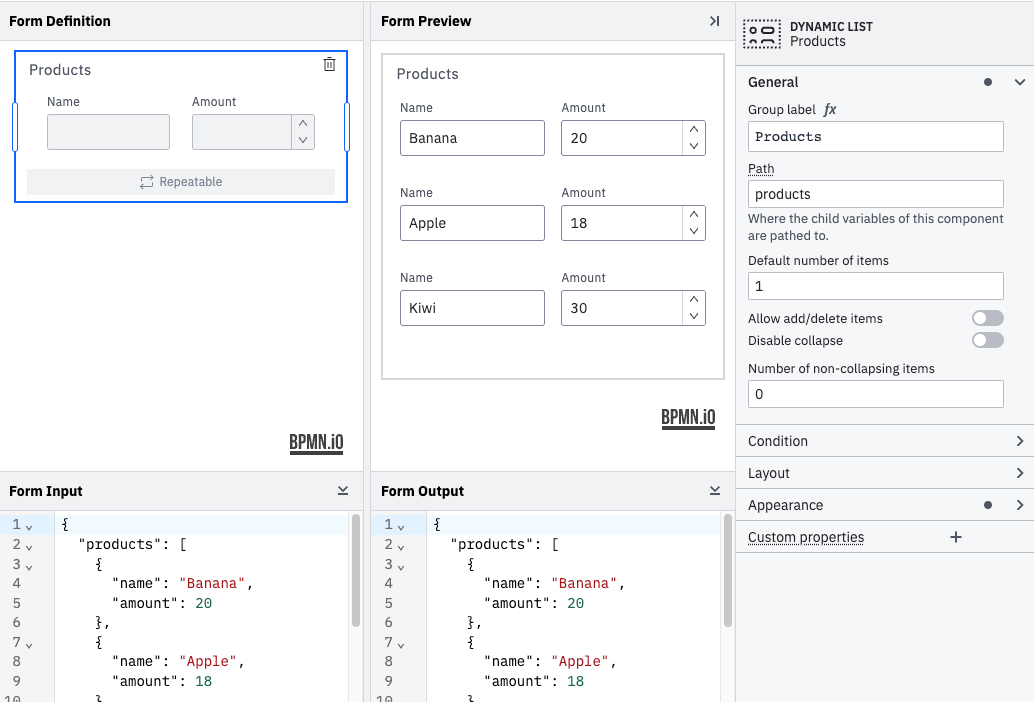 Form Definition
Products
Name
Amount
Repeatable
BPMN.iO
Form Preview
Products
Name
Amount
Banana
20
Name
Amount
Apple
18
Name
Amount
Kiwi
30
BPMN.iO
DYNAMIC LIST
Products
General
Group label fx
Products
Path
products
Where the child variables of this component
are pathed to.
Default number of items
1
Allow add/delete items
Disable collapse
Number of non-collapsing items
0
Condition
Layout
Appearance
Custom properties
Form Input
1 {
2 "products": [
3 {
4 "name": "Banana",
5 "amount": 20
6 },
7 {
8 "name": "Apple",
9 "amount": 18
10 }
Form Output
1 {
2 "products": [
3 {
4 "name": "Banana",
5 "amount": 20
6 },
7 {
8 "name": "Apple",
9 "amount": 18
10 }